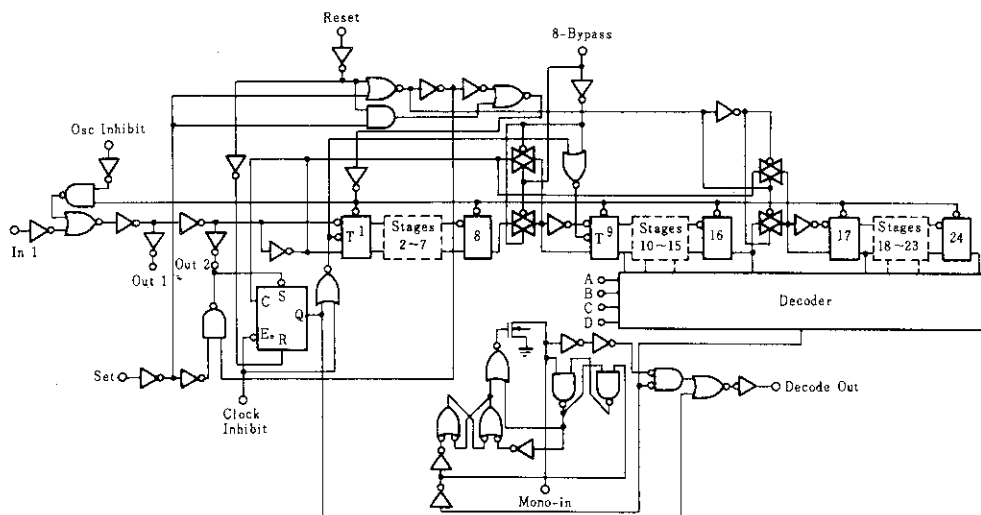 Reset
8-Bypass
Osc Inhibit
In 1
Out 1
Out 2
T 1
Stages
2~7
8
T 9
Stages
10~15
16
17
Stages
18~23
24
C
S
Q
E
R
A
B
C
D
Decoder
Set
Clock
Inhibit
Mono-in
Decode Out